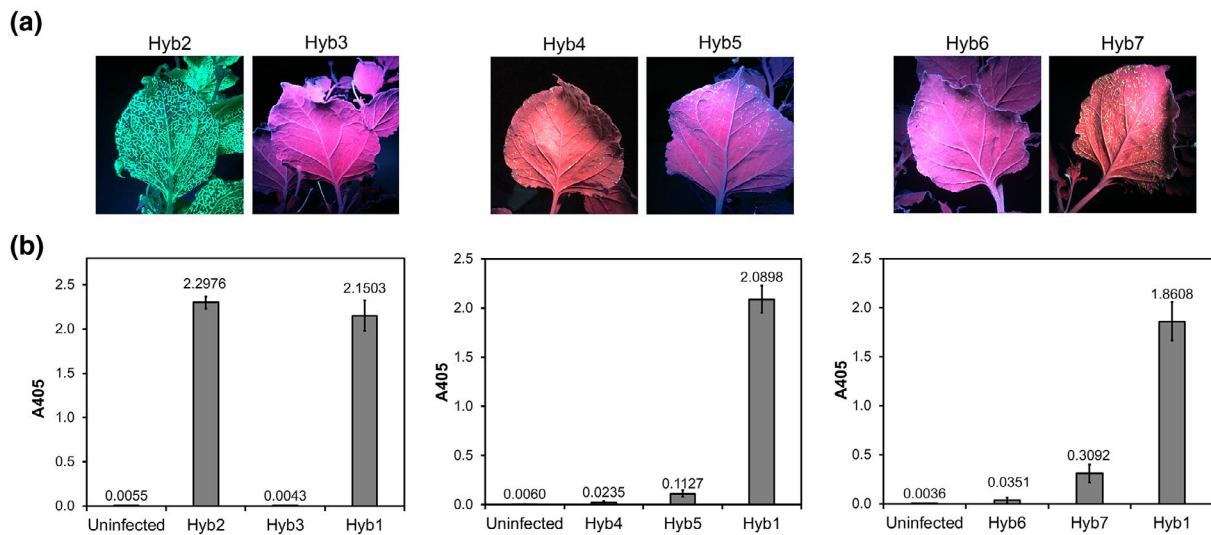 (a)
Hyb2 Hyb3 Hyb4 Hyb5 Hyb6 Hyb7
(b)
A405
2.5
2.0
1.5
1.0
0.5
0.0
0.0055 2.2976 0.0043 2.1503
Uninfected Hyb2 Hyb3 Hyb1
A405
2.5
2.0
1.5
1.0
0.5
0.0
0.0060 0.0235 0.1127 2.0898
Uninfected Hyb4 Hyb5 Hyb1
A405
2.5
2.0
1.5
1.0
0.5
0.0
0.0036 0.0351 0.3092 1.8608
Uninfected Hyb6 Hyb7 Hyb1